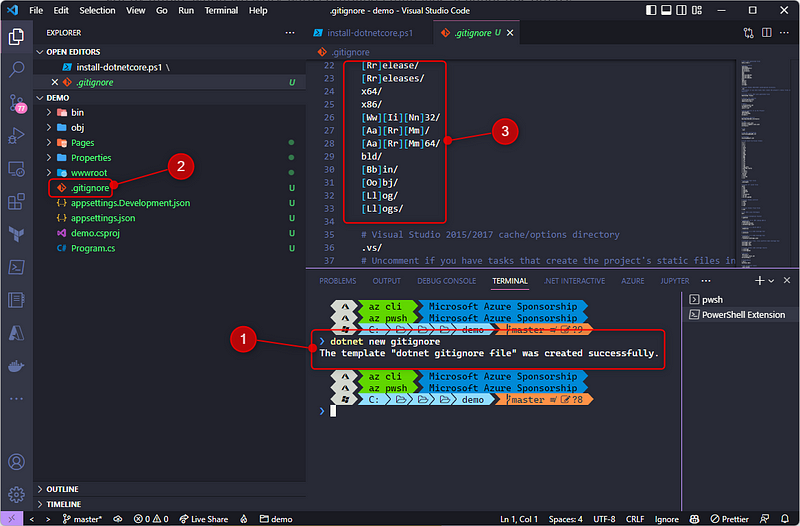 File Edit Selection View Go Run Terminal Help
.gitignore - demo - Visual Studio Code
EXPLORER
OPEN EDITORS
install-dotnetcore.ps1 \
.gitignore U
DEMO
bin
obj
Pages
Properties
wwwroot
.gitignore U
appsettings.Development.json U
appsettings.json U
demo.csproj U
Program.cs U
OUTLINE
TIMELINE
77
2
install-dotnetcore.ps1
.gitignore U
.gitignore
22 [Rr]elease/
23 [Rr]eleases/
24 x64/
25 x86/
26 [Ww][Ii][Nn]32/
27 [Aa][Rr][Mm]/
28 [Aa][Rr][Mm]64/
29 bld/
30 [Bb]in/
31 [Oo]bj/
32 [Ll]og/
33 [Ll]ogs/
34
35 # Visual Studio 2015/2017 cache/options directory
36 .vs/
37 # Uncomment if you have tasks that create the project's static files in
3
PROBLEMS OUTPUT DEBUG CONSOLE TERMINAL .NET INTERACTIVE AZURE JUPYTER
az cli Microsoft Azure Sponsorship
az pwsh Microsoft Azure Sponsorship
C: demo master ?9
1
dotnet new gitignore
The template "dotnet gitignore file" was created successfully.
az cli Microsoft Azure Sponsorship
az pwsh Microsoft Azure Sponsorship
C: demo master ?8
pwsh
PowerShell Extension
master* 0 0 Live Share demo
Ln 1, Col 1 Spaces: 4 UTF-8 CRLF Ignore Prettier